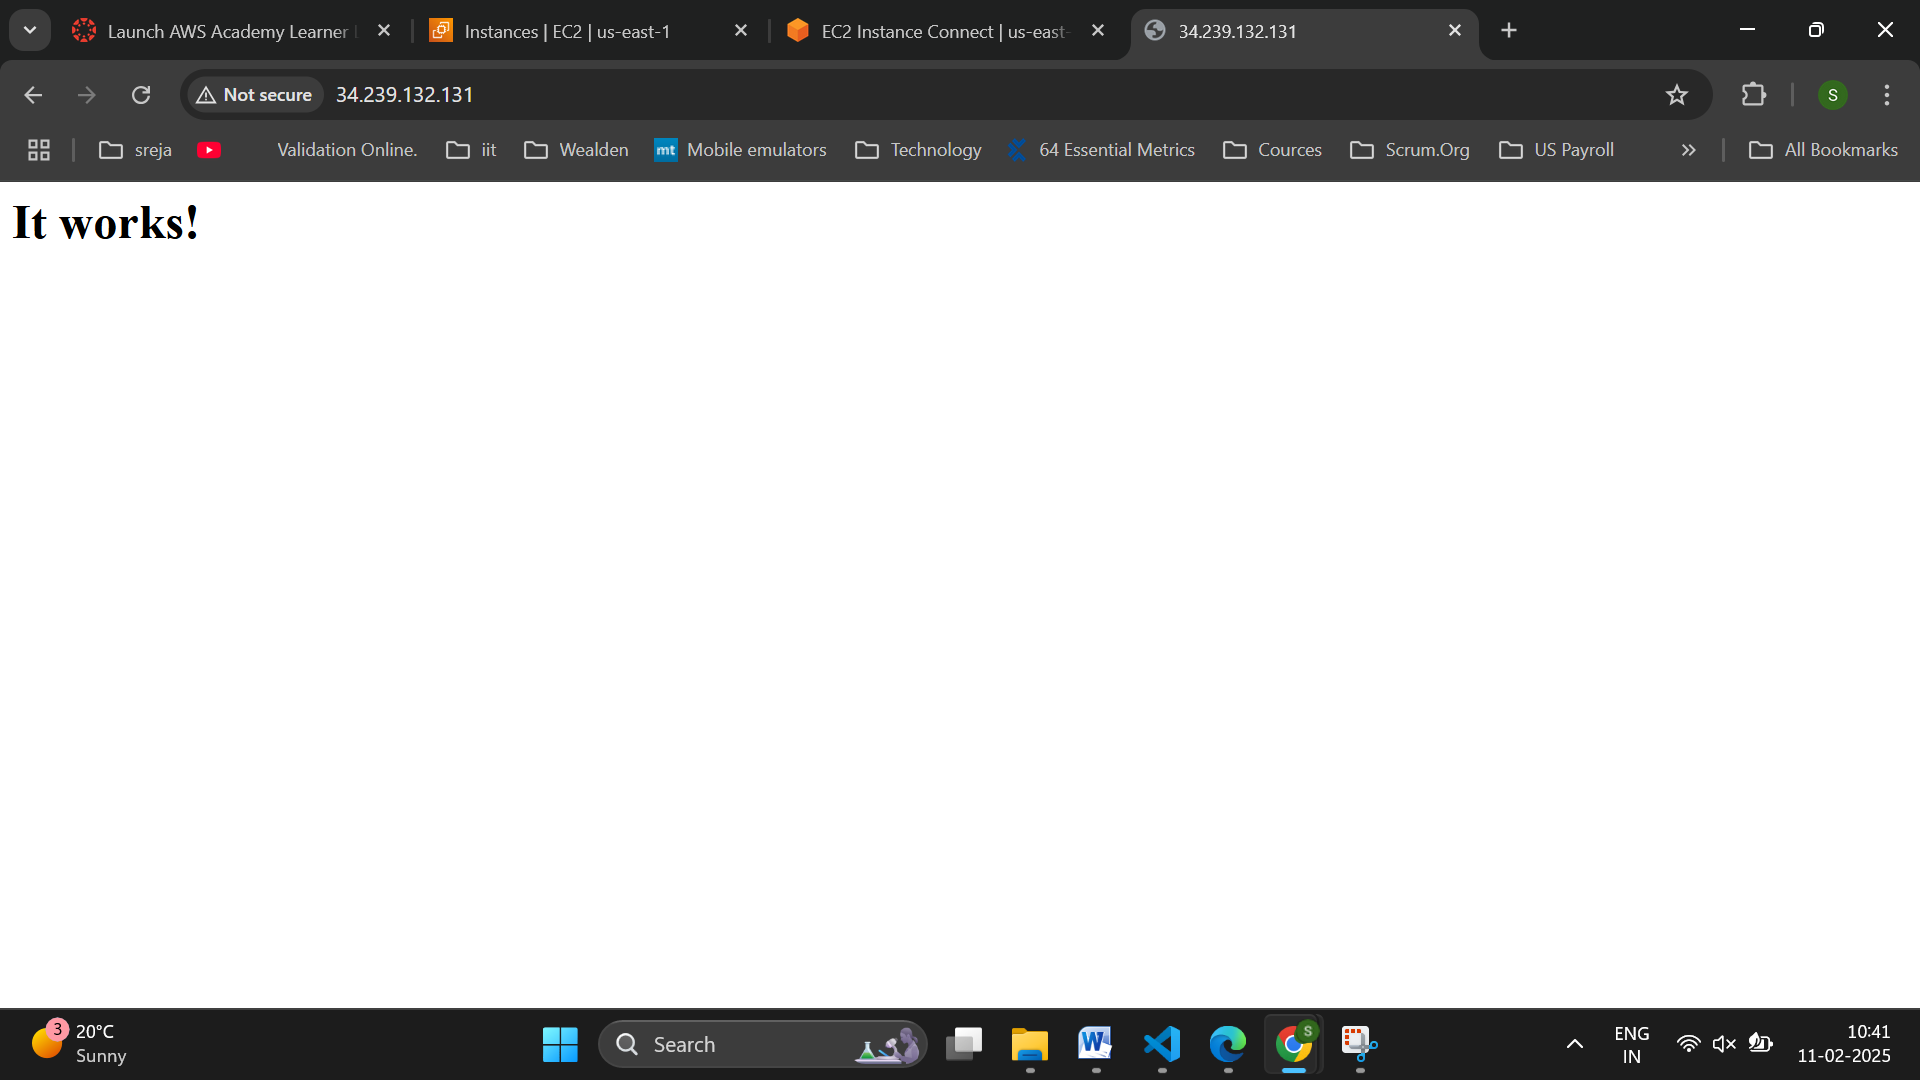 Launch AWS Academy Learner
Instances | EC2 | us-east-1
EC2 Instance Connect | us-east-
34.239.132.131
Not secure
34.239.132.131
S
sreja
Validation Online.
iit
Wealden
mt
Mobile emulators
Technology
64 Essential Metrics
Cources
Scrum.Org
US Payroll
All Bookmarks
It works!
3
20°C
Sunny
Search
W
S
ENG
IN
10:41
11-02-2025